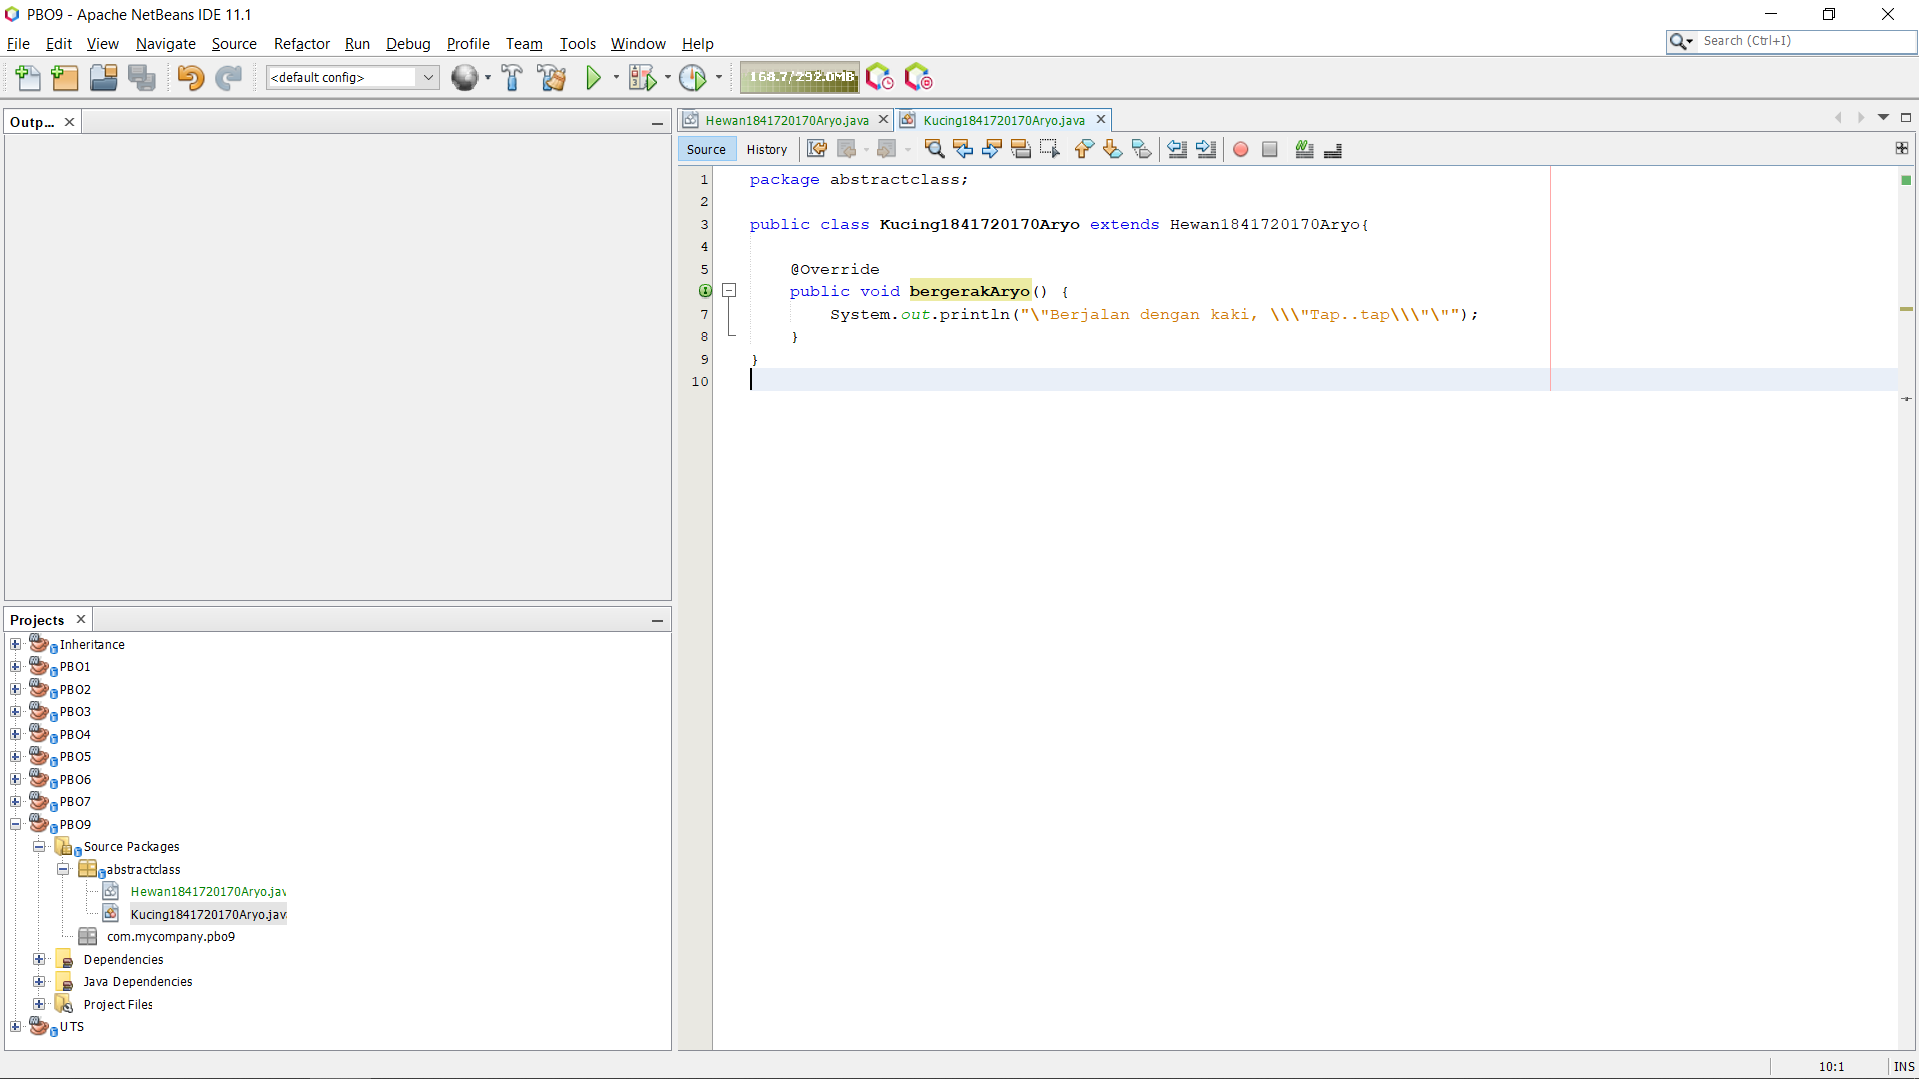 PBO9 - Apache NetBeans IDE 11.1
File Edit View Navigate Source Refactor Run Debug Profile Team Tools Window Help
Search (Ctrl+I)
<default config>
168.7/292.0MB
Outp...
Hewan1841720170Aryo.java
Kucing1841720170Aryo.java
Source History
1 package abstractclass;
2
3 public class Kucing1841720170Aryo extends Hewan1841720170Aryo{
4
5 @Override
public void bergerakAryo() {
7 System.out.println("\"Berjalan dengan kaki, \\\"Tap..tap\\\"\"");
8 }
9 }
10
Projects
Inheritance
PBO1
PBO2
PBO3
PBO4
PBO5
PBO6
PBO7
PBO9
Source Packages
abstractclass
Hewan1841720170Aryo.jav
Kucing1841720170Aryo.jav
com.mycompany.pbo9
Dependencies
Java Dependencies
Project Files
UTS
10:1 INS